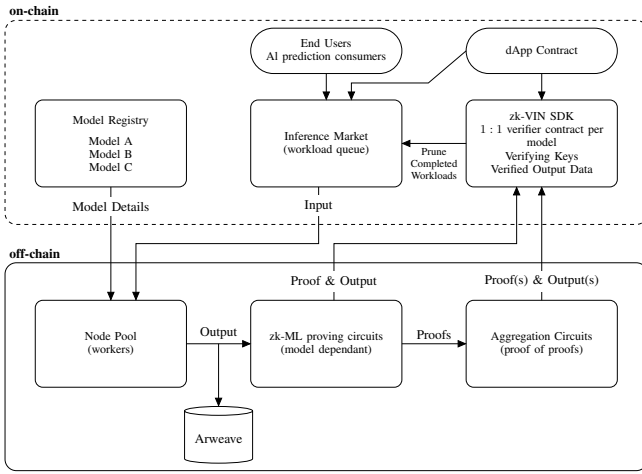 on-chain
End Users
AI prediction consumers
dApp Contract
Model Registry
Model A
Model B
Model C
Inference Market
(workload queue)
zk-VIN SDK
1 : 1 verifier contract per
model
Verifying Keys
Verified Output Data
Prune
Completed
Workloads
Model Details
Input
off-chain
Proof & Output
Proof(s) & Output(s)
Node Pool
(workers)
Output
zk-ML proving circuits
(model dependant)
Proofs
Aggregation Circuits
(proof of proofs)
Arweave